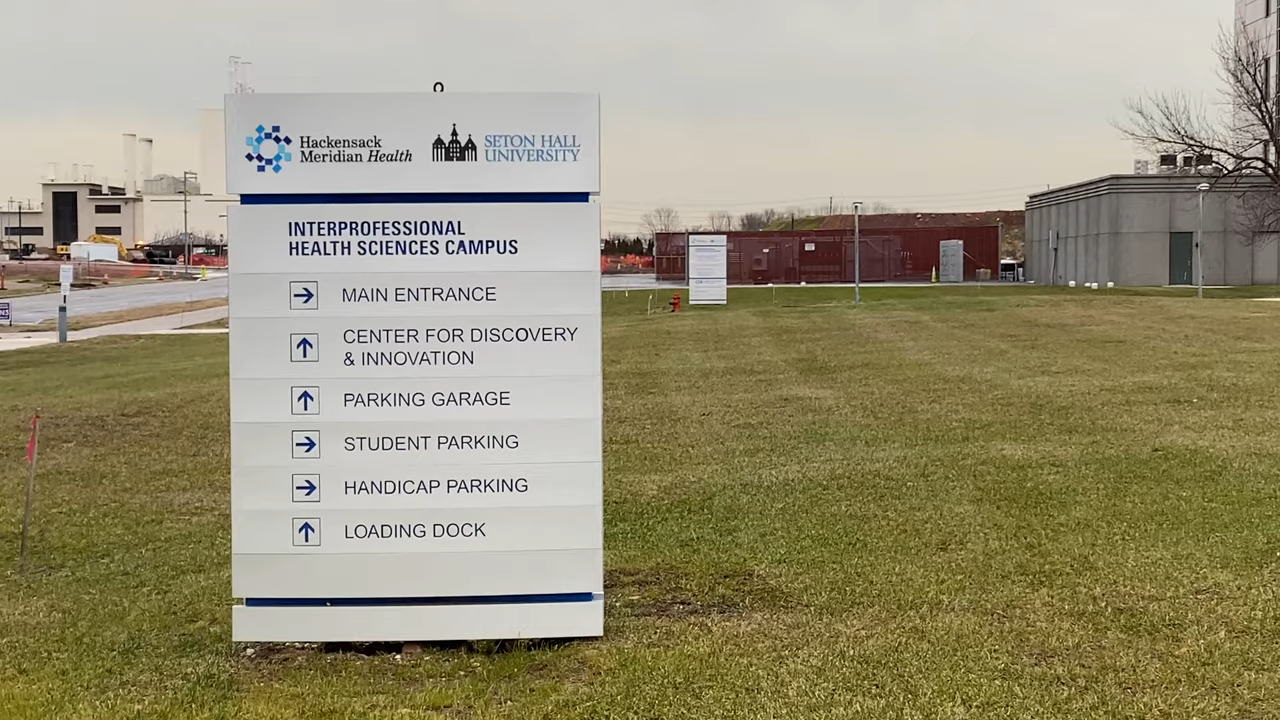 Hackensack
Meridian Health
SETON HALL
UNIVERSITY
INTERPROFESSIONAL
HEALTH SCIENCES CAMPUS
MAIN ENTRANCE
CENTER FOR DISCOVERY
& INNOVATION
PARKING GARAGE
STUDENT PARKING
HANDICAP PARKING
LOADING DOCK